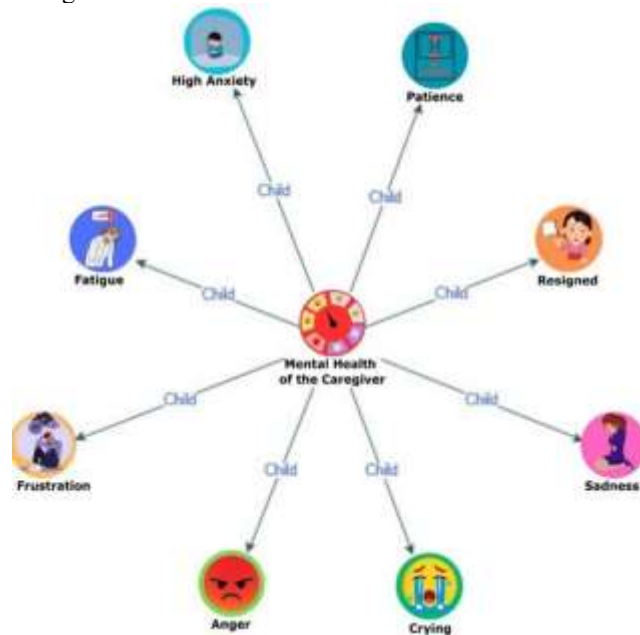 High Anxiety
Patience
Child
Child
Fatigue
Resigned
Child
Child
Mental Health
of the Caregiver
Child
Child
Frustration
Sadness
Child
Child
Anger
Crying